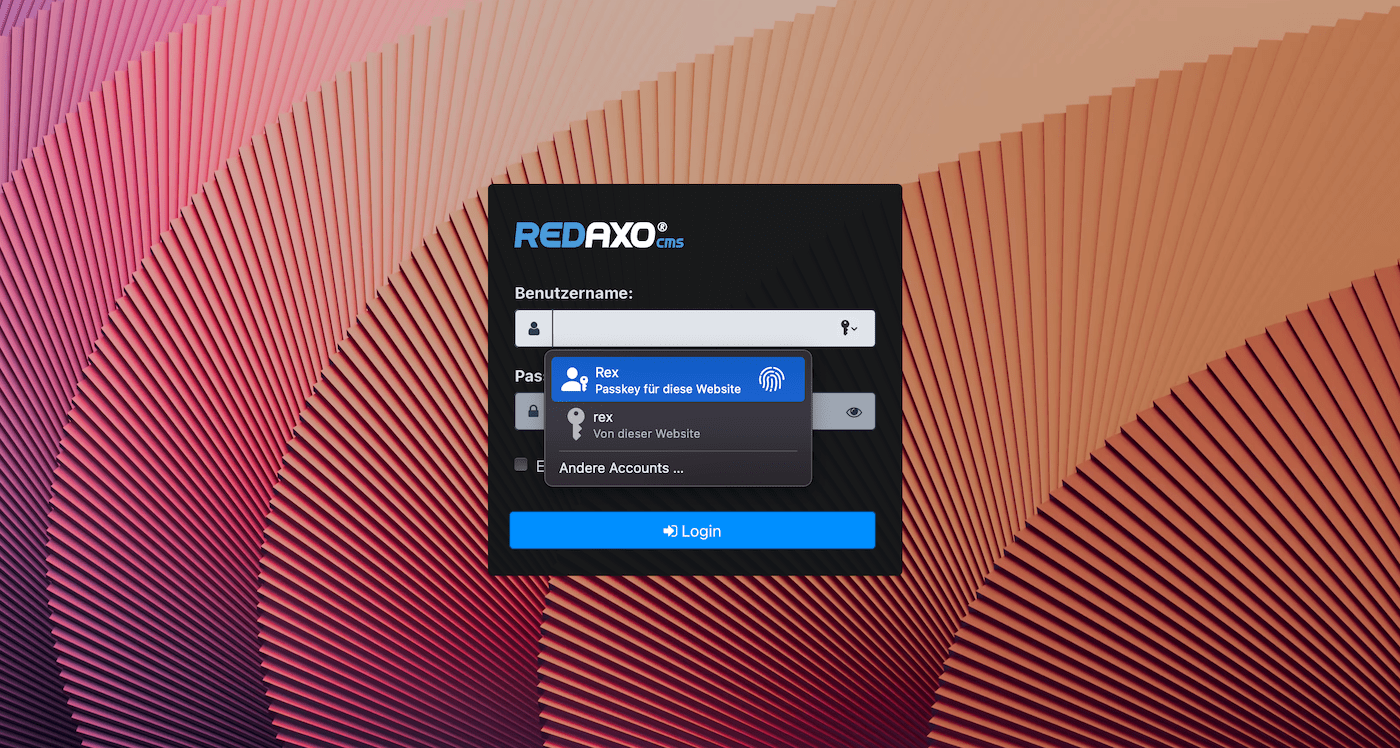 REDAXO® cms
Benutzername:
Rex
Passkey für diese Website
Pas
rex
Von dieser Website
E
Andere Accounts ...
Login